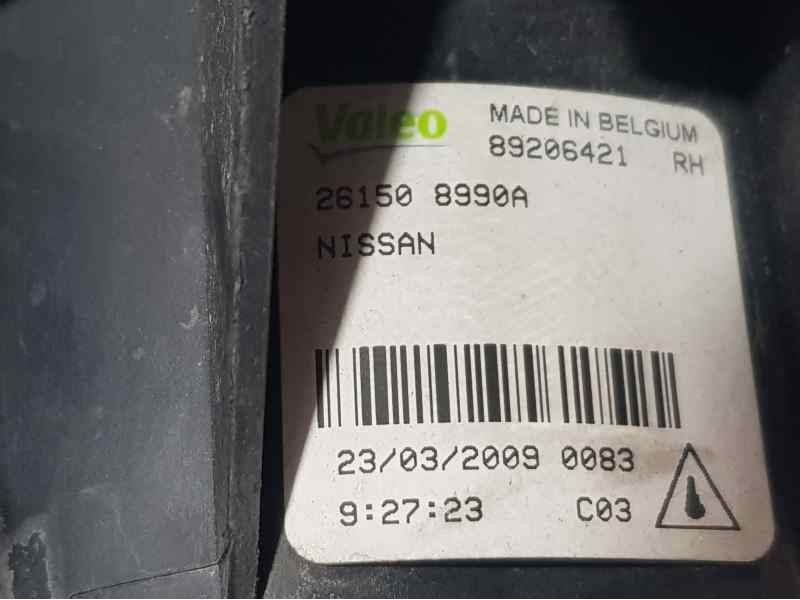 Valeo
MADE IN BELGIUM
89206421 RH
26150 8990A
NISSAN
23/03/2009 0083
9:27:23 C03